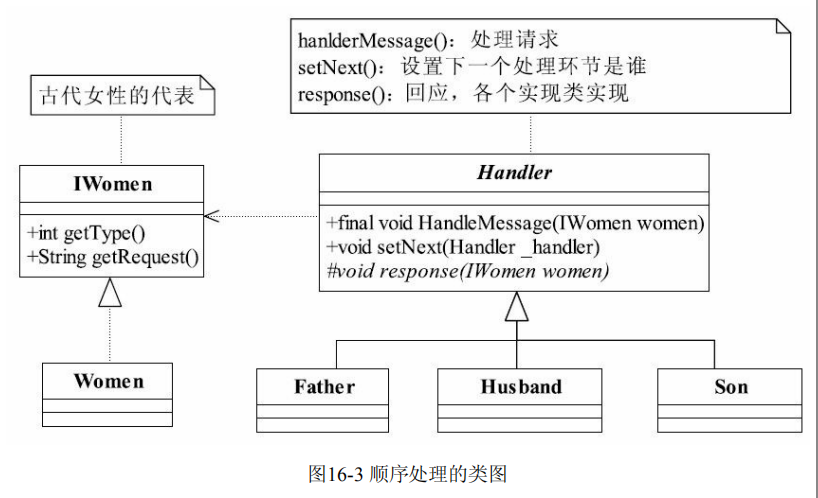 hanlderMessage()：处理请求
setNext()：设置下一个处理环节是谁
response()：回应，各个实现类实现
古代女性的代表
IWomen
+int getType()
+String getRequest()
Handler
+final void HandleMessage(IWomen women)
+void setNext(Handler _handler)
#void response(IWomen women)
Women
Father
Husband
Son
图16-3 顺序处理的类图